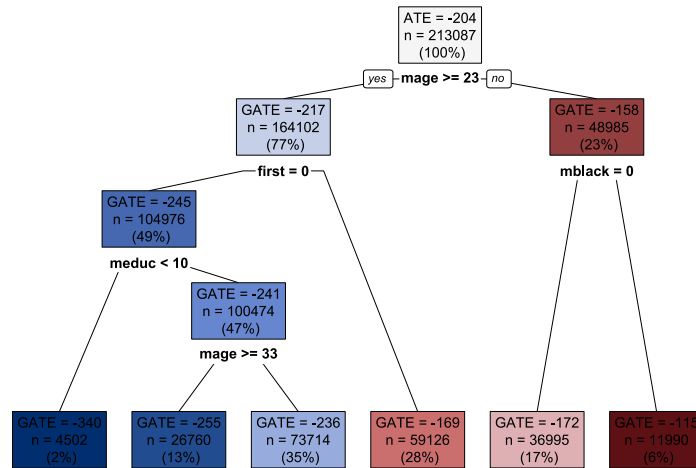 ATE = -204
n = 213087
(100%)
yes mage >= 23 no
GATE = -217
n = 164102
(77%)
GATE = -158
n = 48985
(23%)
first = 0
mblack = 0
GATE = -245
n = 104976
(49%)
meduc < 10
GATE = -241
n = 100474
(47%)
mage >= 33
GATE = -340
n = 4502
(2%)
GATE = -255
n = 26760
(13%)
GATE = -236
n = 73714
(35%)
GATE = -169
n = 59126
(28%)
GATE = -172
n = 36995
(17%)
GATE = -115
n = 11990
(6%)